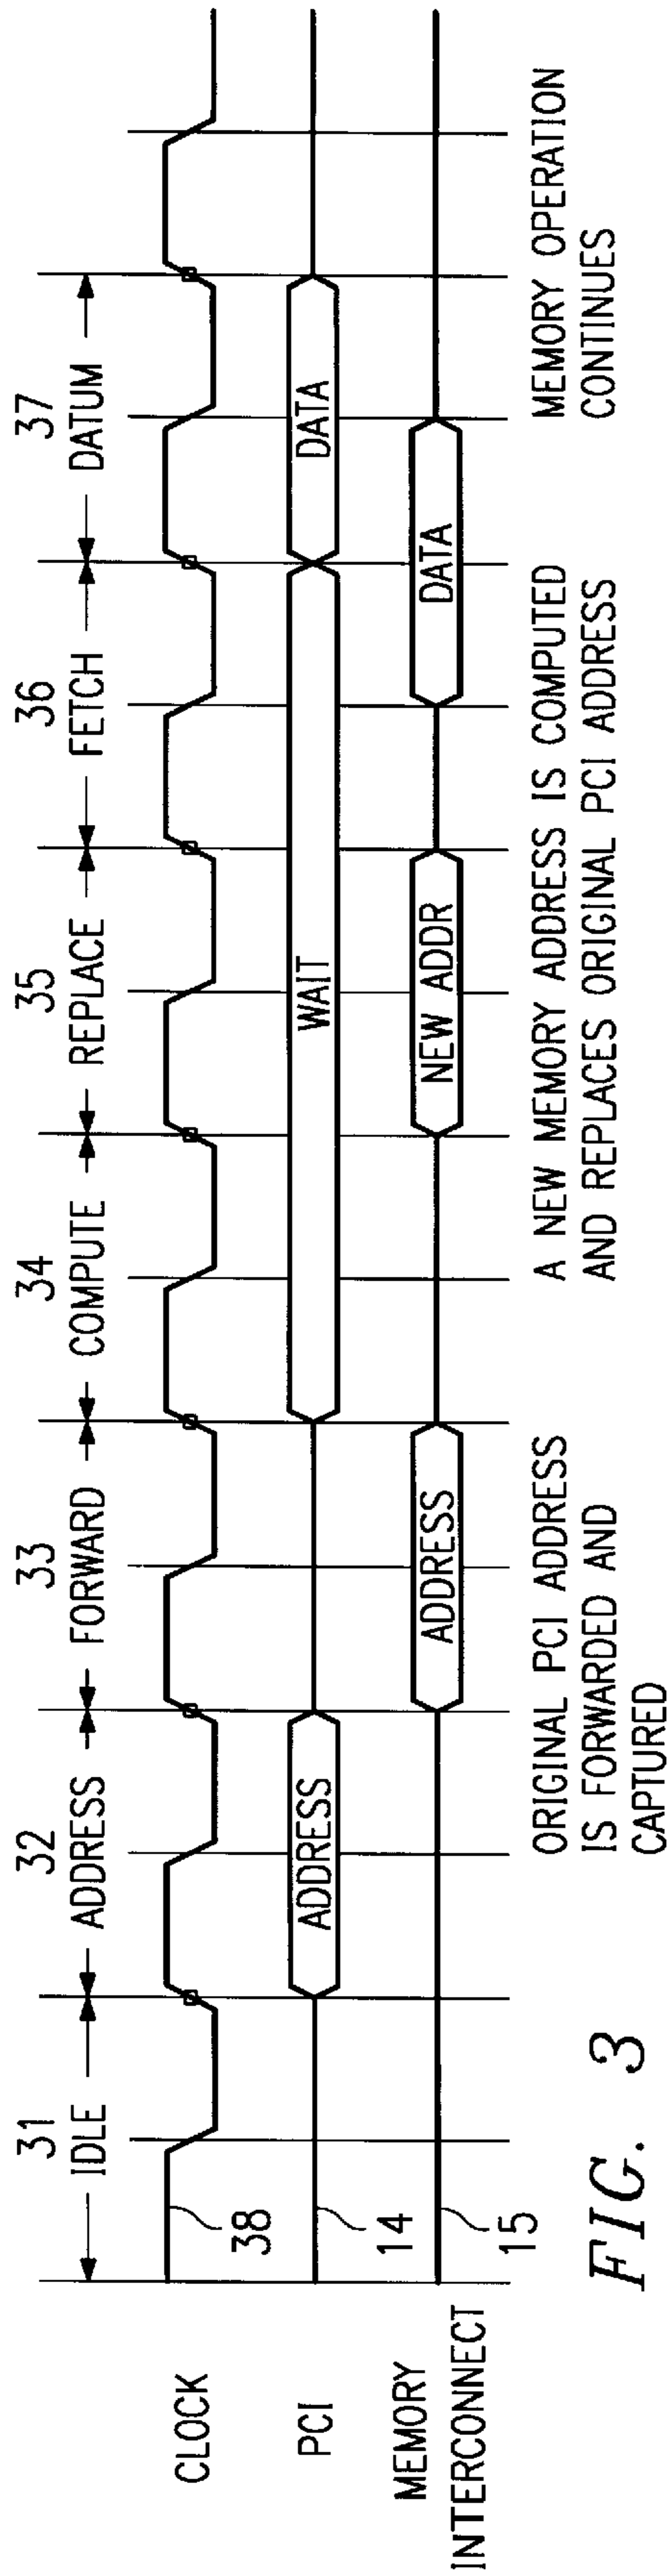 31 32 33 34 35 36 37
IDLE ADDRESS FORWARD COMPUTE REPLACE FETCH DATUM
CLOCK
38
PCI
14
ADDRESS WAIT DATA
MEMORY
INTERCONNECT
15
ADDRESS NEW ADDR DATA
ORIGINAL PCI ADDRESS
IS FORWARDED AND
CAPTURED
A NEW MEMORY ADDRESS IS COMPUTED
AND REPLACES ORIGINAL PCI ADDRESS
MEMORY OPERATION
CONTINUES
FIG. 3